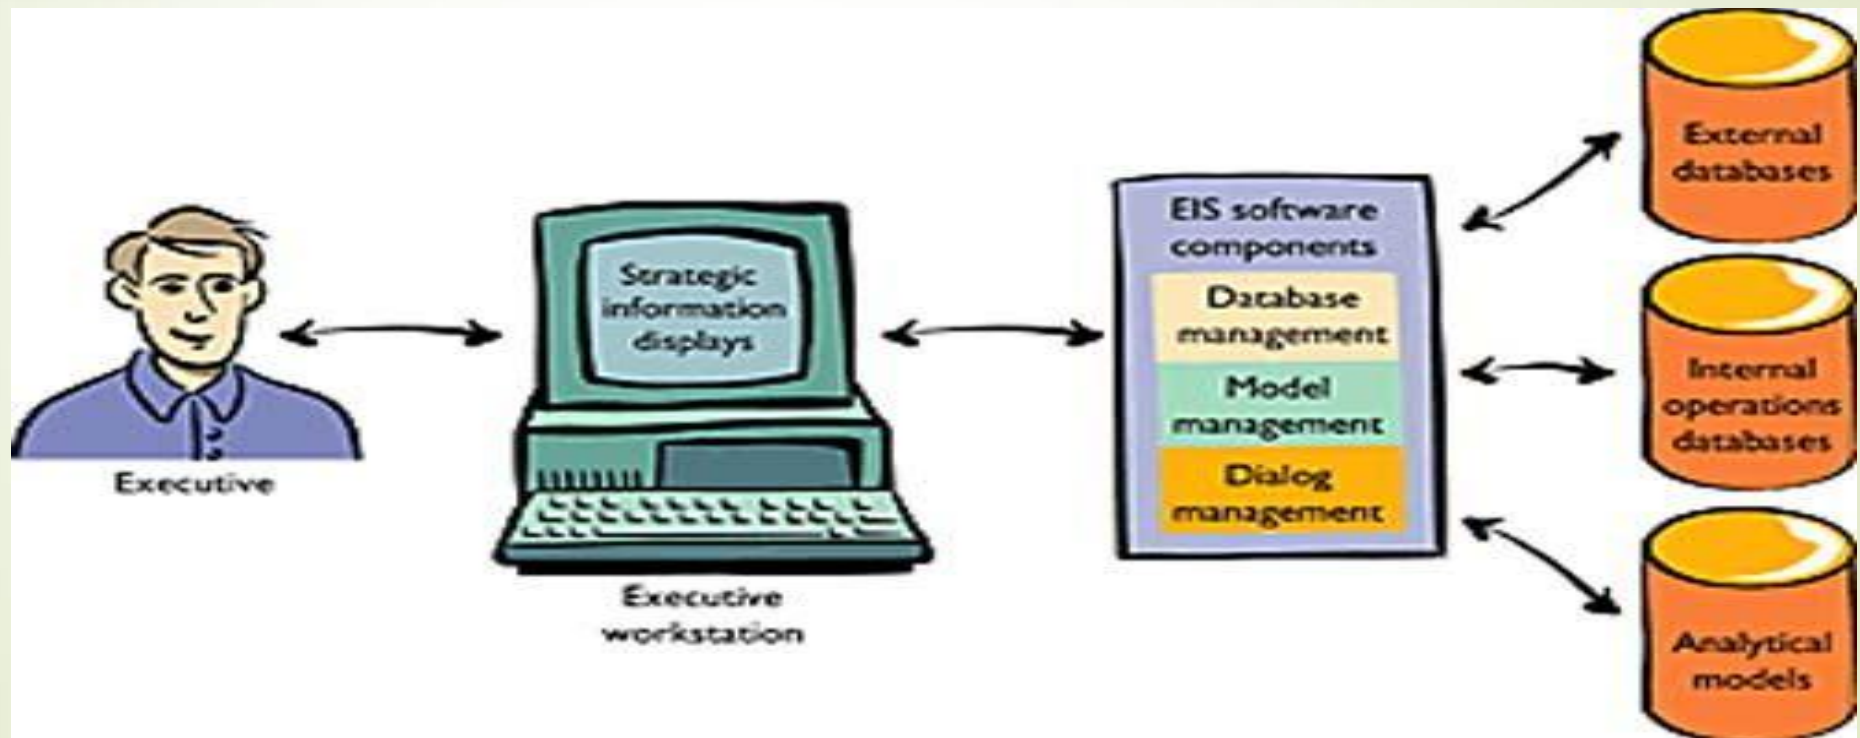 Executive
Strategic
information
displays
Executive
workstation
EIS software
components
Database
management
Model
management
Dialog
management
External
databases
Internal
operations
databases
Analytical
models